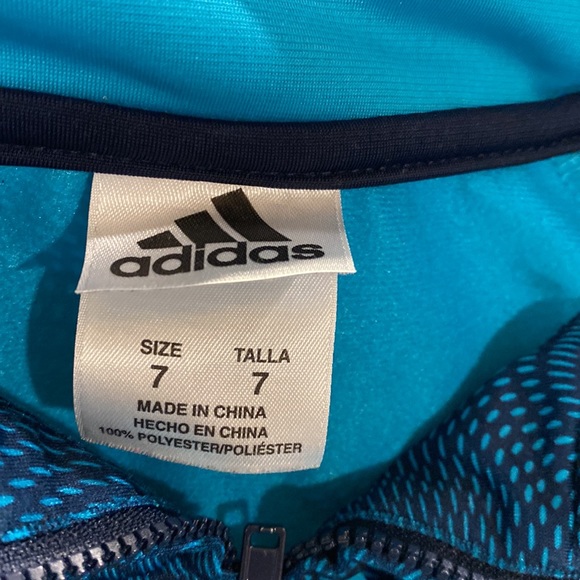 adidas
SIZE TALLA
7 7
MADE IN CHINA
HECHO EN CHINA
100% POLYESTER/POLIÉSTER